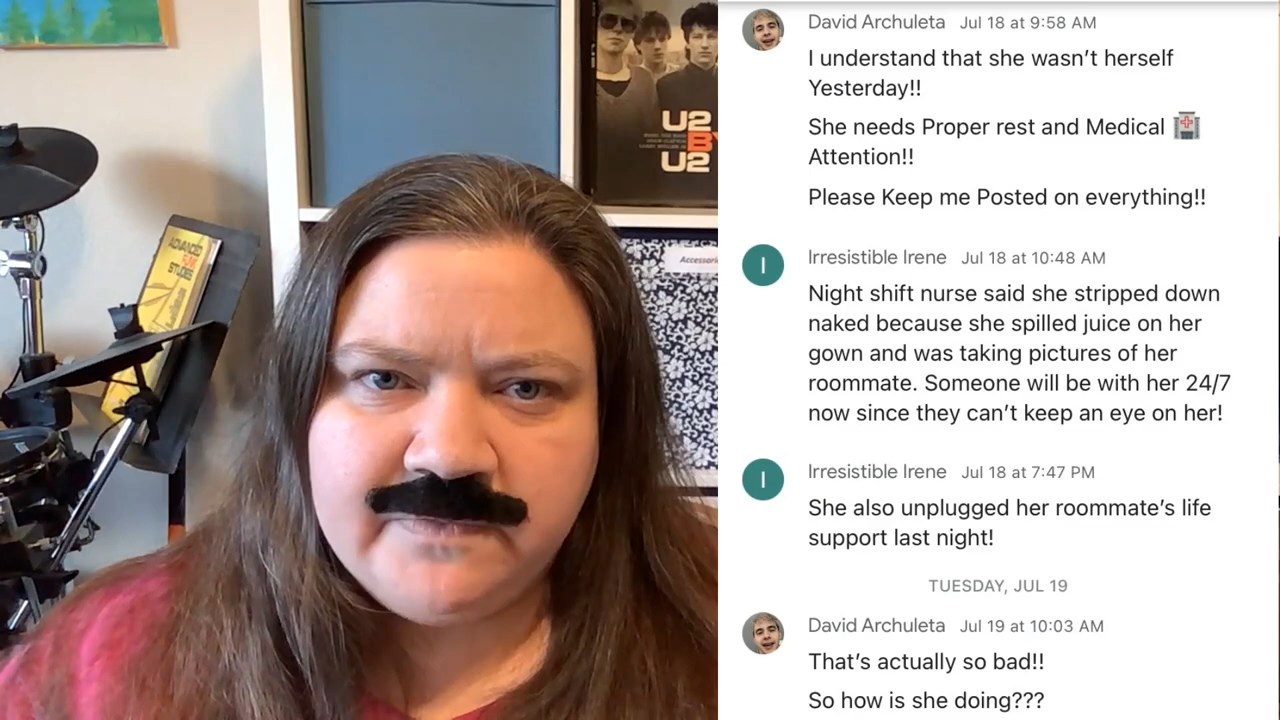 ADVANCED
FUNK
STUDIES
U2
BY
U2
Accessori
David Archuleta Jul 18 at 9:58 AM
I understand that she wasn’t herself
Yesterday!!
She needs Proper rest and Medical 🏥
Attention!!
Please Keep me Posted on everything!!
I
Irresistible Irene Jul 18 at 10:48 AM
Night shift nurse said she stripped down
naked because she spilled juice on her
gown and was taking pictures of her
roommate. Someone will be with her 24/7
now since they can’t keep an eye on her!
I
Irresistible Irene Jul 18 at 7:47 PM
She also unplugged her roommate’s life
support last night!
TUESDAY, JUL 19
David Archuleta Jul 19 at 10:03 AM
That’s actually so bad!!
So how is she doing???